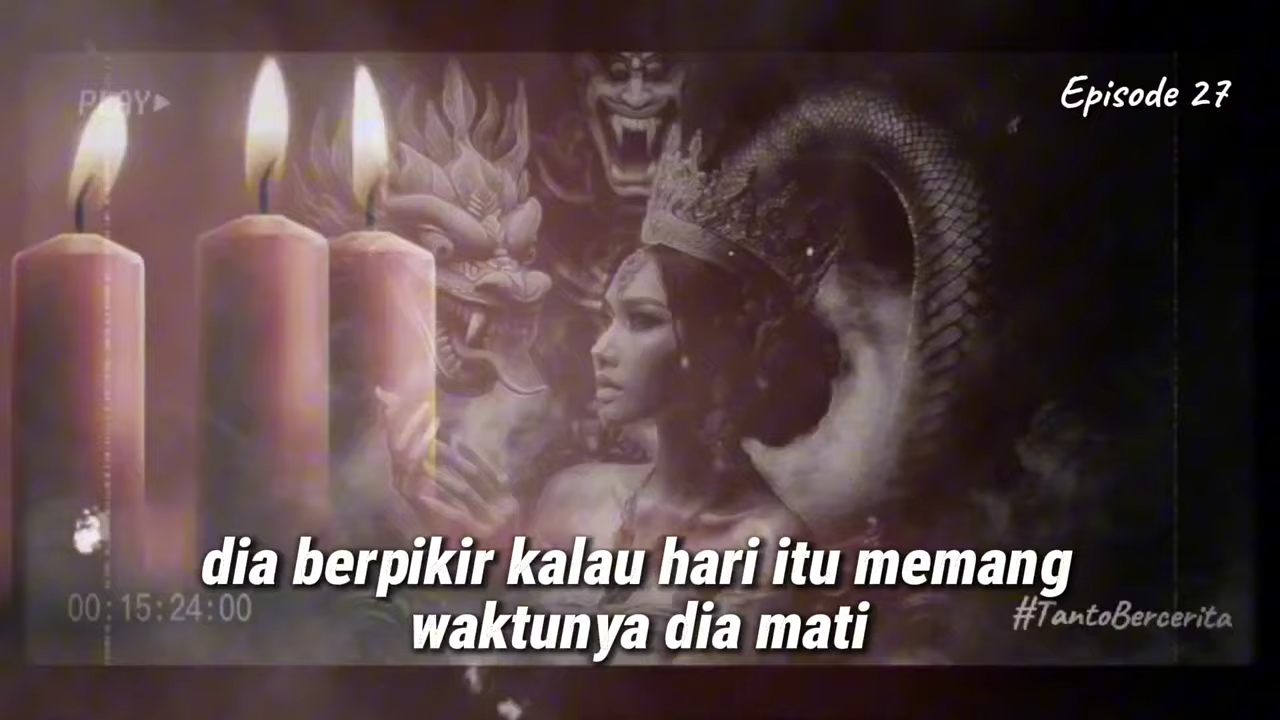 PLAY
Episode 27
dia berpikir kalau hari itu memang
waktunya dia mati
00:15:24:00
#TantoBercerita